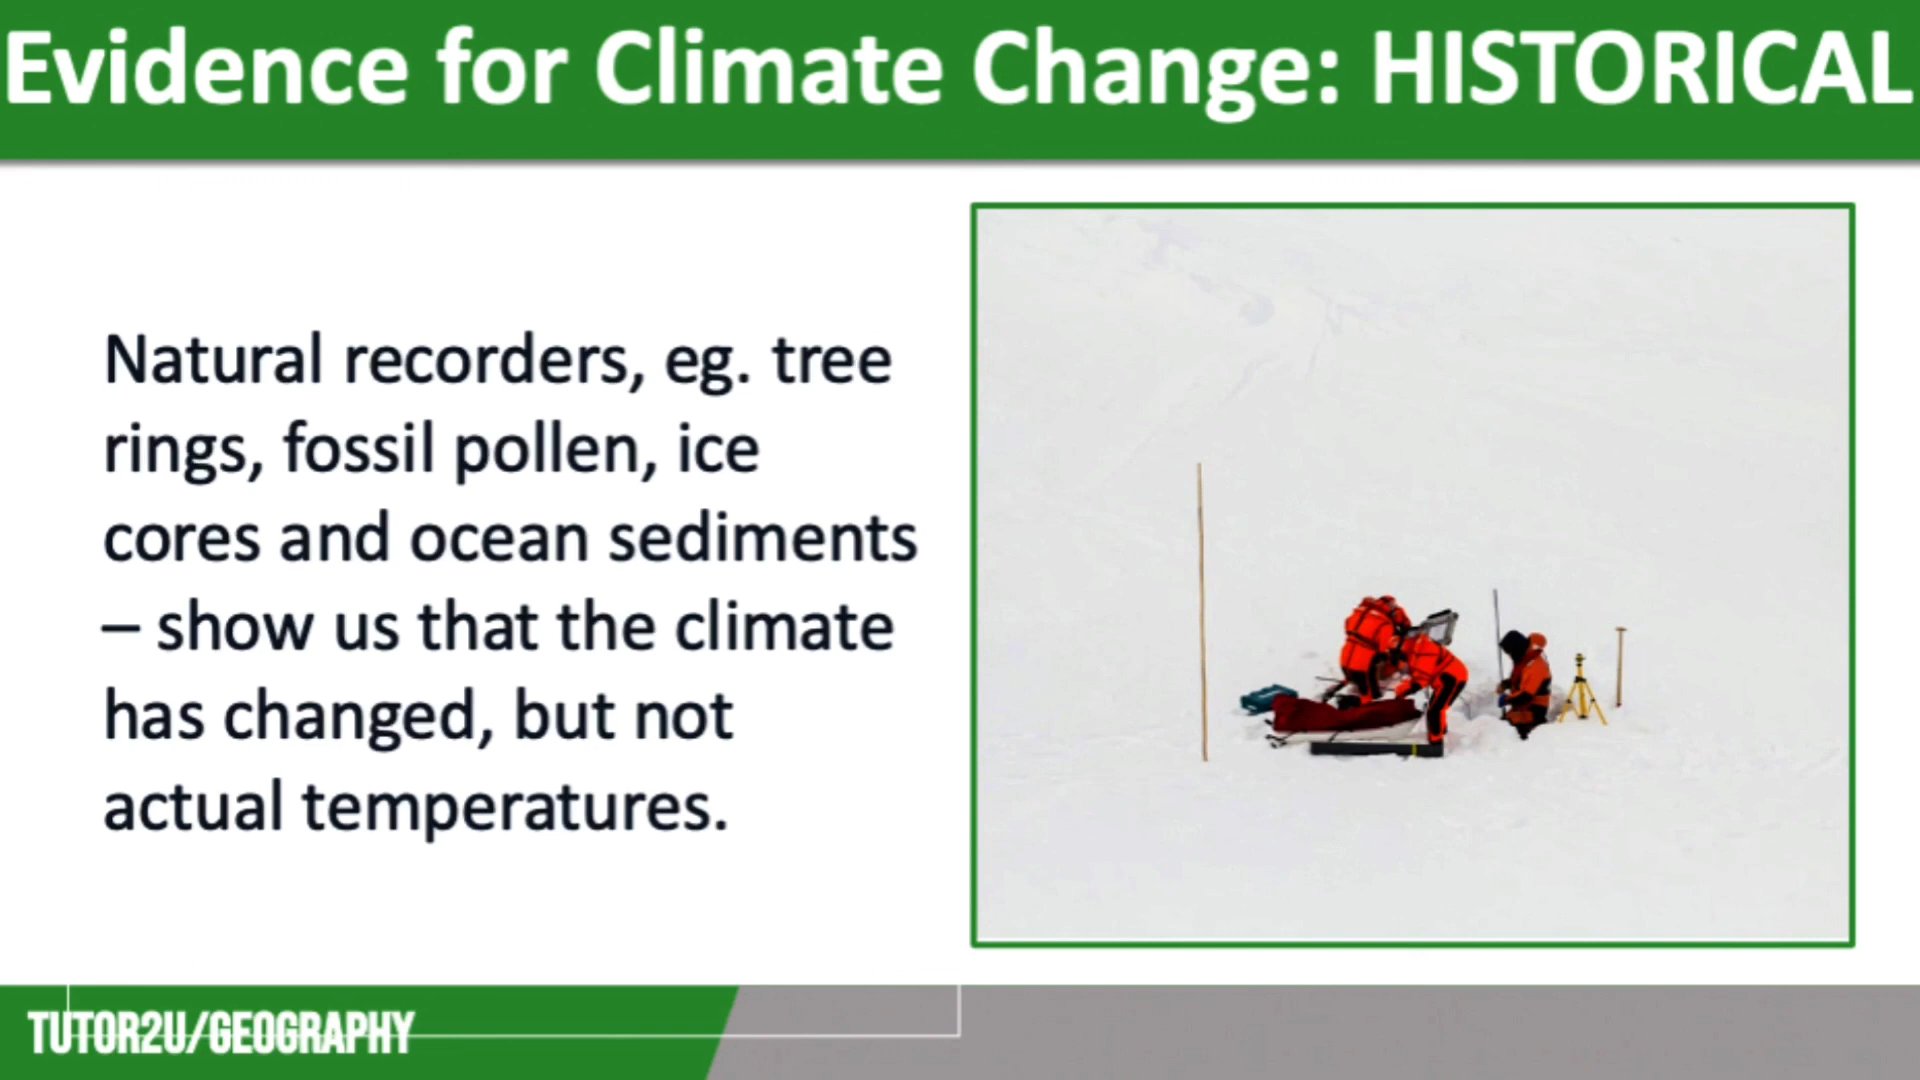 Evidence for Climate Change: HISTORICAL
Natural recorders, eg. tree
rings, fossil pollen, ice
cores and ocean sediments
– show us that the climate
has changed, but not
actual temperatures.
TUTOR2U/GEOGRAPHY